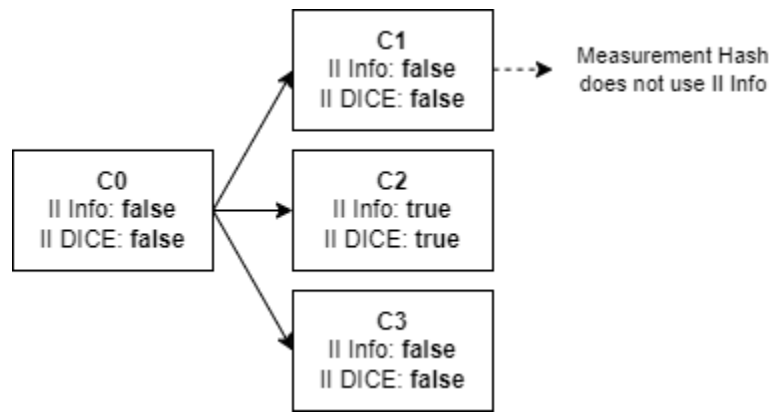 C1
II Info: false
II DICE: false
Measurement Hash
does not use II Info
C0
II Info: false
II DICE: false
C2
II Info: true
II DICE: true
C3
II Info: false
II DICE: false